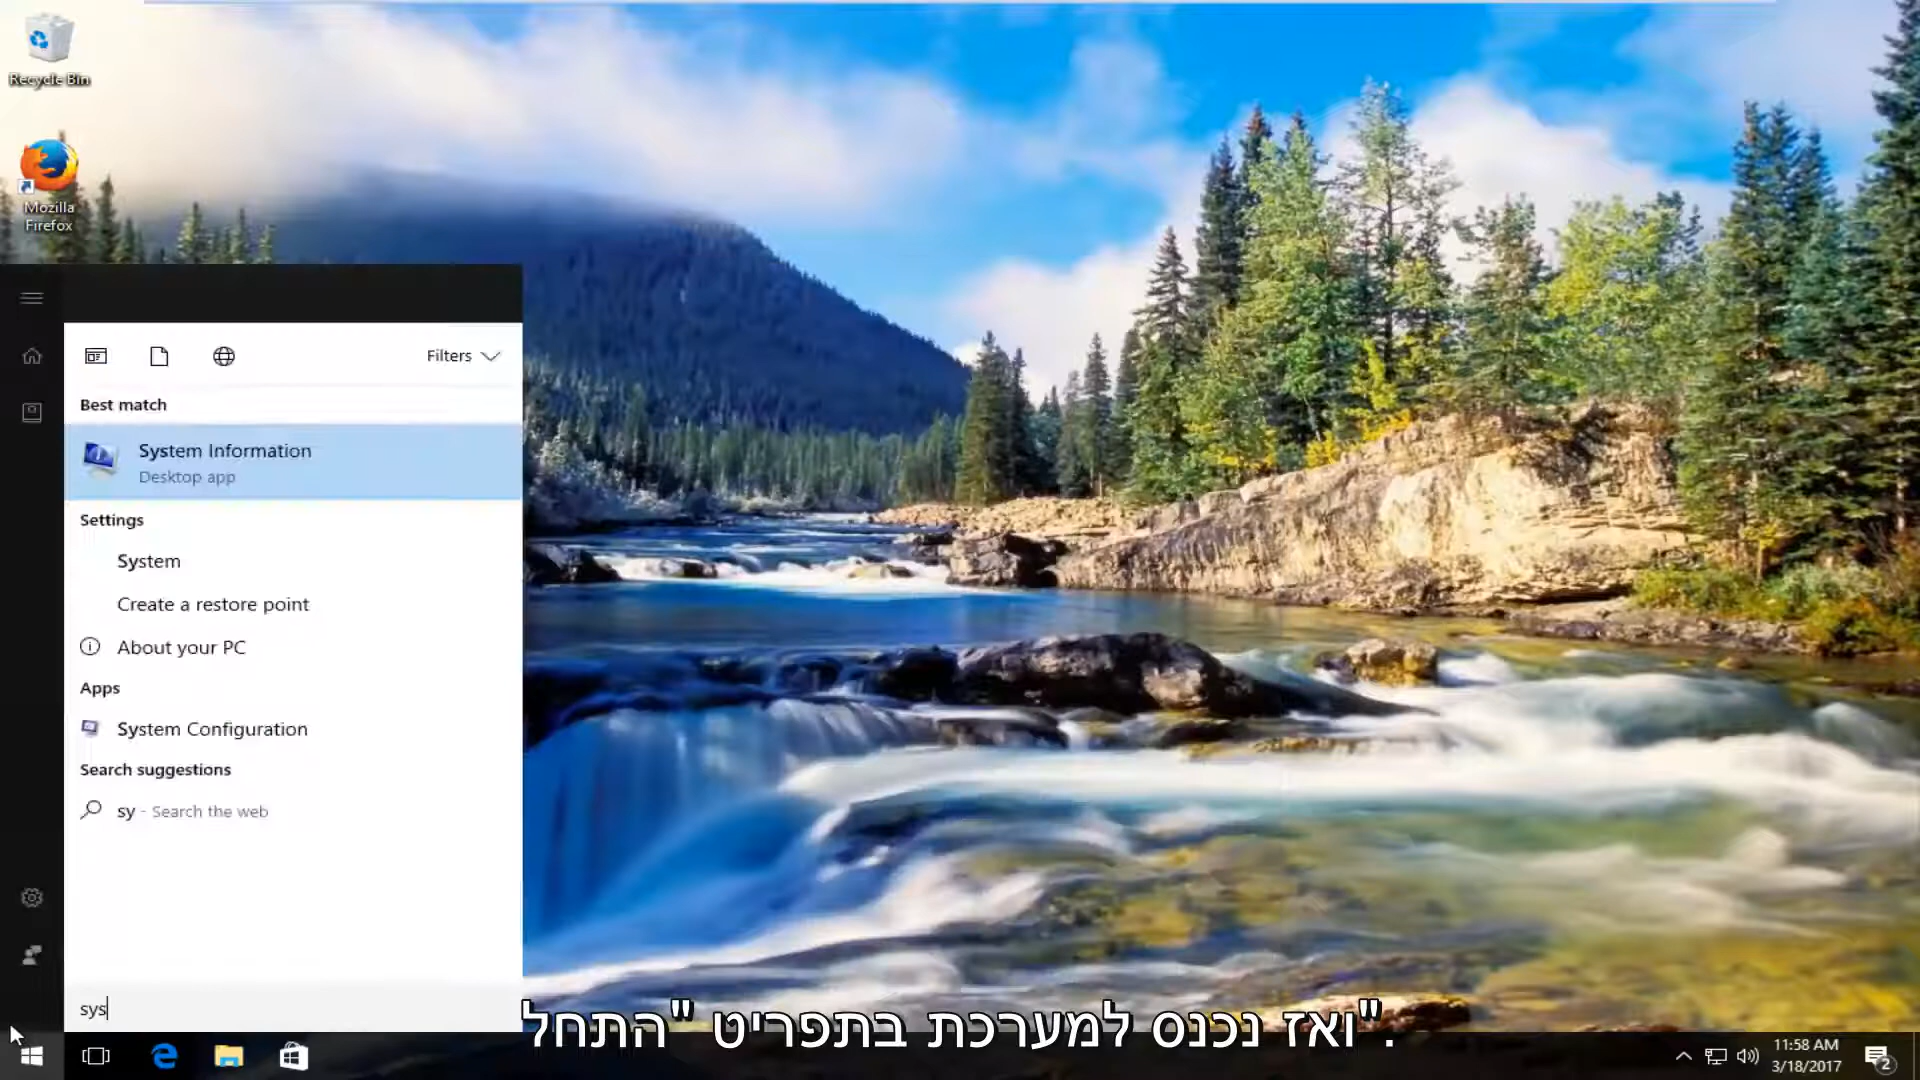 Recycle Bin
Mozilla
Firefox
Filters
Best match
System Information
Desktop app
Settings
System
Create a restore point
About your PC
Apps
System Configuration
Search suggestions
sy - Search the web
sys
ואז נכנס למערכת בתפריט "התחל".
11:58 AM
3/18/2017
2